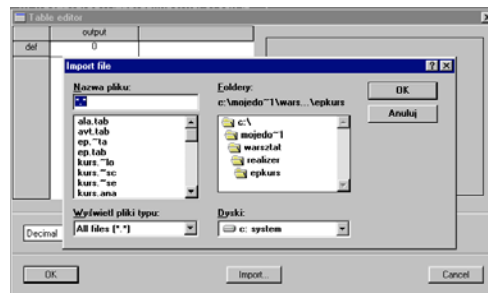 Table editor
output
def 0
Import file
Nazwa pliku:
*.*
ala.tab
avt.tab
ep.~ta
ep.tab
kurs.~lo
kurs.~sc
kurs.~se
kurs.ana
Wyświetl pliki typu:
All files (*.*)
Foldery:
c:\mojedo~1\wars...\epkurs
c:\
mojedo~1
warsztat
realizer
epkurs
Dyski:
c: system
OK
Anuluj
Decimal
OK
Import...
Cancel